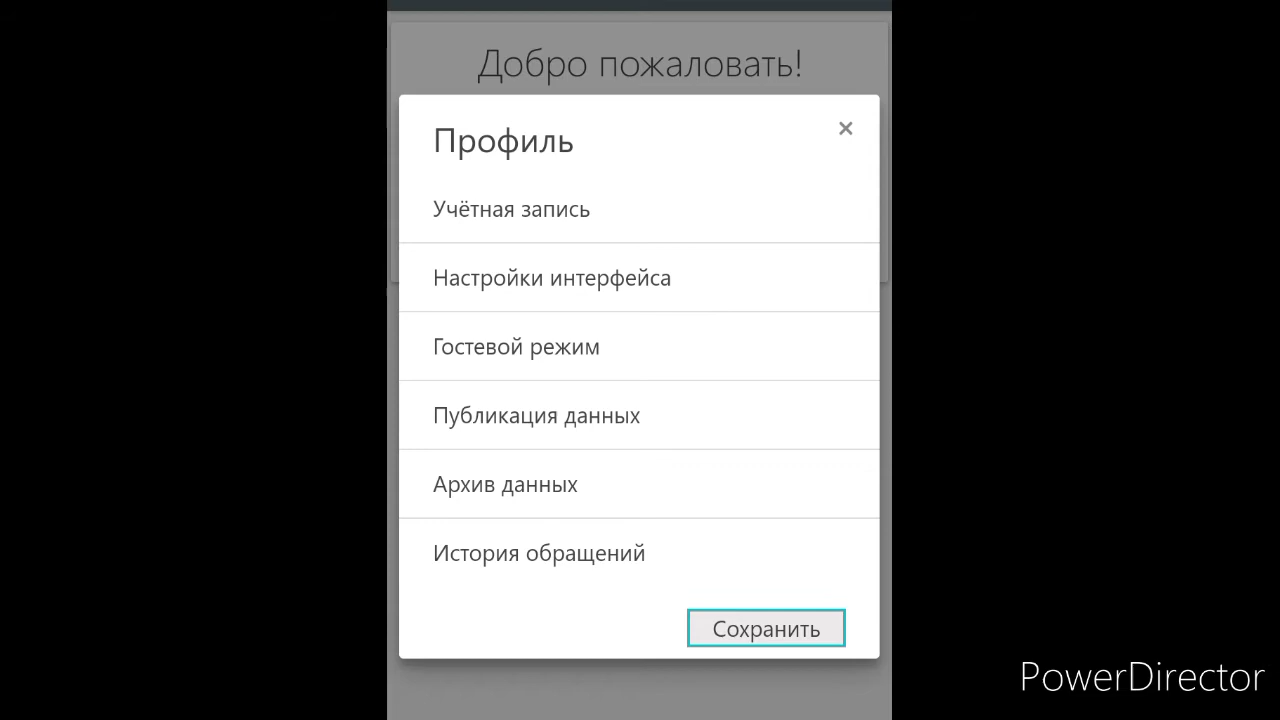 Добро пожаловать!
Профиль
×
Учётная запись
Настройки интерфейса
Гостевой режим
Публикация данных
Архив данных
История обращений
Сохранить
PowerDirector